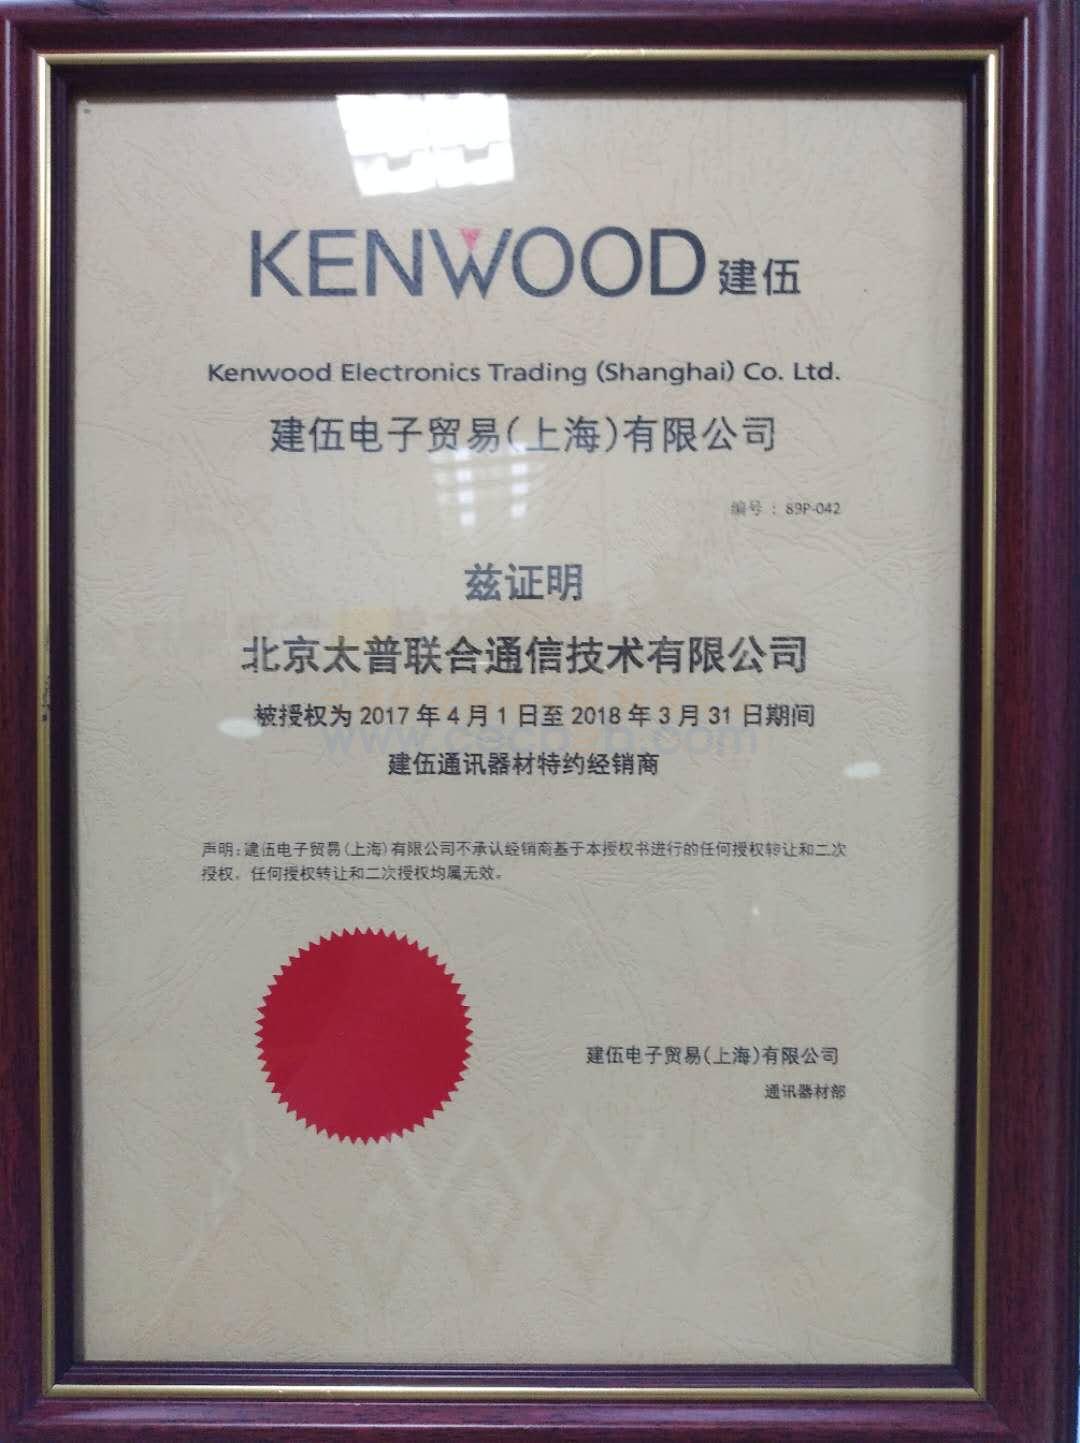 KENWOOD 建伍
Kenwood Electronics Trading (Shanghai) Co. Ltd.
建伍电子贸易(上海)有限公司
编号 : 89P-042
兹证明
北京太普联合通信技术有限公司
被授权为 2017 年 4 月 1 日至 2018 年 3 月 31 日期间
建伍通讯器材特约经销商
声明:建伍电子贸易(上海)有限公司不承认经销商基于本授权书进行的任何授权转让和二次
授权。任何授权转让和二次授权均属无效。
建伍电子贸易(上海)有限公司
通讯器材部